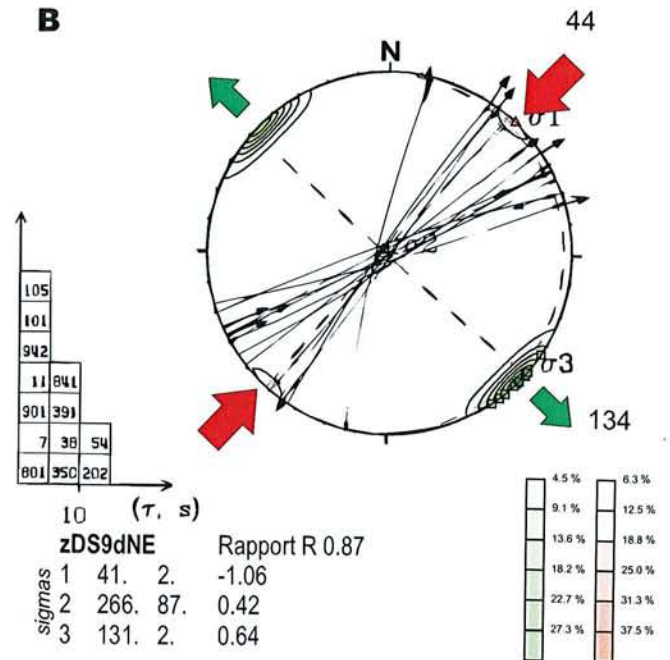 B
44
N
σ1
σ3
134
105
101
942
11 841
901 391
7 38 54
801 350 202
10 (τ, s)
zDS9dNE Rapport R 0.87
sigmas
1 41. 2. -1.06
2 266. 87. 0.42
3 131. 2. 0.64
4.5 % 6.3 %
9.1 % 12.5 %
13.6 % 18.8 %
18.2 % 25.0 %
22.7 % 31.3 %
27.3 % 37.5 %